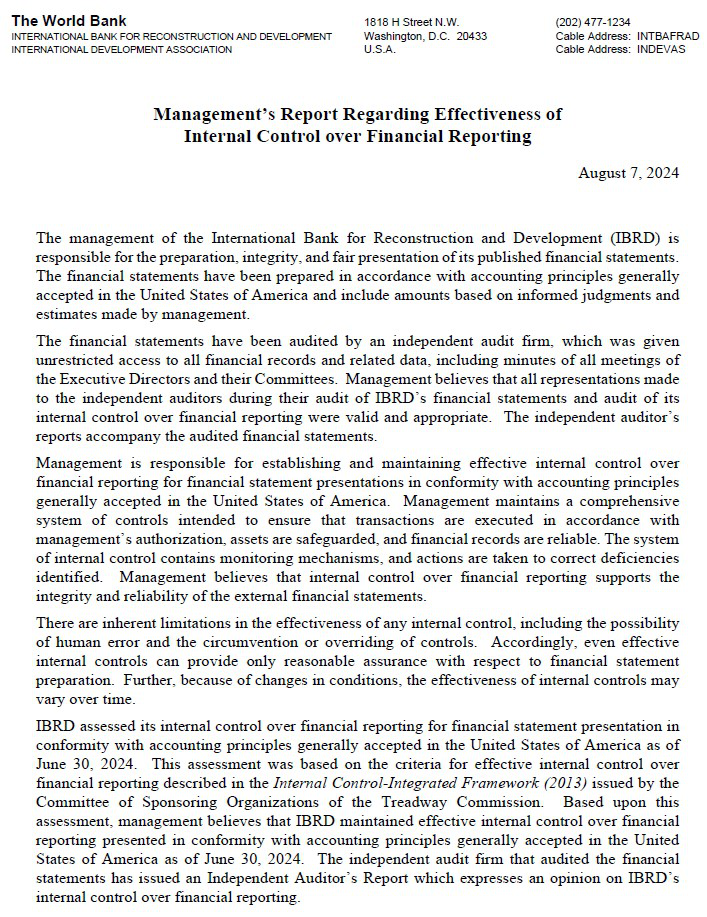 The World Bank
INTERNATIONAL BANK FOR RECONSTRUCTION AND DEVELOPMENT
INTERNATIONAL DEVELOPMENT ASSOCIATION
1818 H Street N.W.
Washington, D.C.  20433
U.S.A.
(202) 477-1234
Cable Address:  INTBAFRAD
Cable Address:  INDEVAS
Management’s Report Regarding Effectiveness of
Internal Control over Financial Reporting
August 7, 2024
The management of the International Bank for Reconstruction and Development (IBRD) is
responsible for the preparation, integrity, and fair presentation of its published financial statements.
The financial statements have been prepared in accordance with accounting principles generally
accepted in the United States of America and include amounts based on informed judgments and
estimates made by management.
The financial statements have been audited by an independent audit firm, which was given
unrestricted access to all financial records and related data, including minutes of all meetings of
the Executive Directors and their Committees.  Management believes that all representations made
to the independent auditors during their audit of IBRD’s financial statements and audit of its
internal control over financial reporting were valid and appropriate.  The independent auditor’s
reports accompany the audited financial statements.
Management is responsible for establishing and maintaining effective internal control over
financial reporting for financial statement presentations in conformity with accounting principles
generally accepted in the United States of America.  Management maintains a comprehensive
system of controls intended to ensure that transactions are executed in accordance with
management’s authorization, assets are safeguarded, and financial records are reliable. The system
of internal control contains monitoring mechanisms, and actions are taken to correct deficiencies
identified.  Management believes that internal control over financial reporting supports the
integrity and reliability of the external financial statements.
There are inherent limitations in the effectiveness of any internal control, including the possibility
of human error and the circumvention or overriding of controls.  Accordingly, even effective
internal controls can provide only reasonable assurance with respect to financial statement
preparation.  Further, because of changes in conditions, the effectiveness of internal controls may
vary over time.
IBRD assessed its internal control over financial reporting for financial statement presentation in
conformity with accounting principles generally accepted in the United States of America as of
June 30, 2024.  This assessment was based on the criteria for effective internal control over
financial reporting described in the Internal Control-Integrated Framework (2013) issued by the
Committee of Sponsoring Organizations of the Treadway Commission.  Based upon this
assessment, management believes that IBRD maintained effective internal control over financial
reporting presented in conformity with accounting principles generally accepted in the United
States of America as of June 30, 2024.  The independent audit firm that audited the financial
statements has issued an Independent Auditor’s Report which expresses an opinion on IBRD’s
internal control over financial reporting.